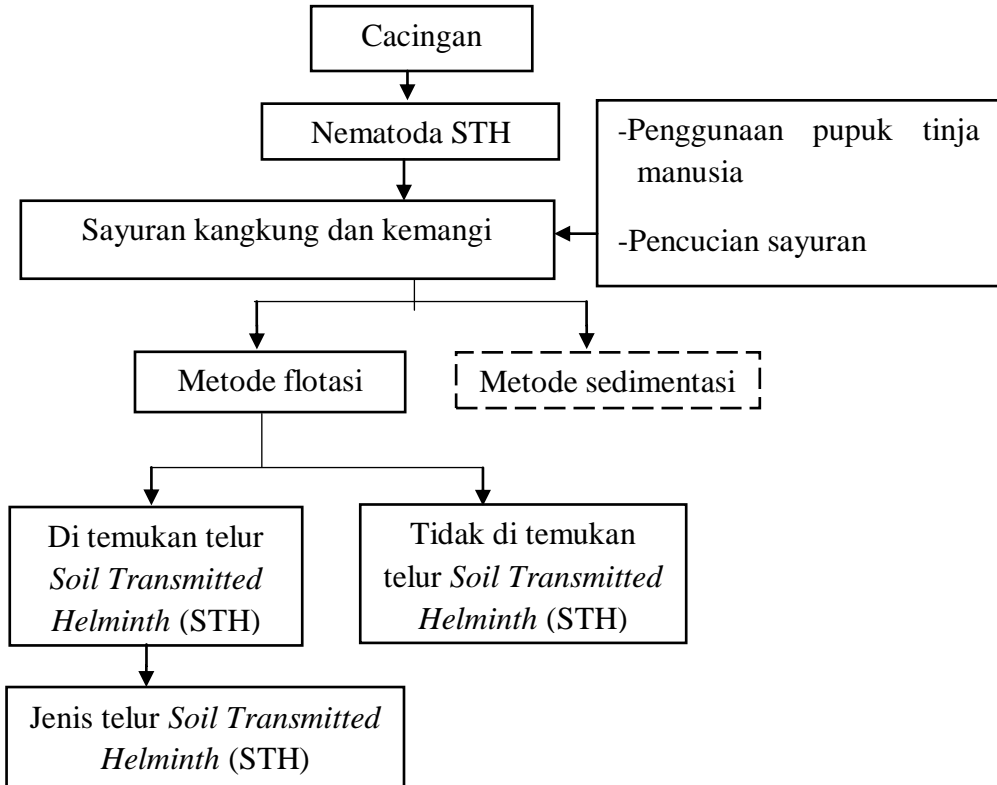 Cacingan
Nematoda STH
-Penggunaan pupuk tinja
manusia
-Pencucian sayuran
Sayuran kangkung dan kemangi
Metode flotasi
Metode sedimentasi
Di temukan telur
Soil Transmitted
Helminth (STH)
Tidak di temukan
telur Soil Transmitted
Helminth (STH)
Jenis telur Soil Transmitted
Helminth (STH)